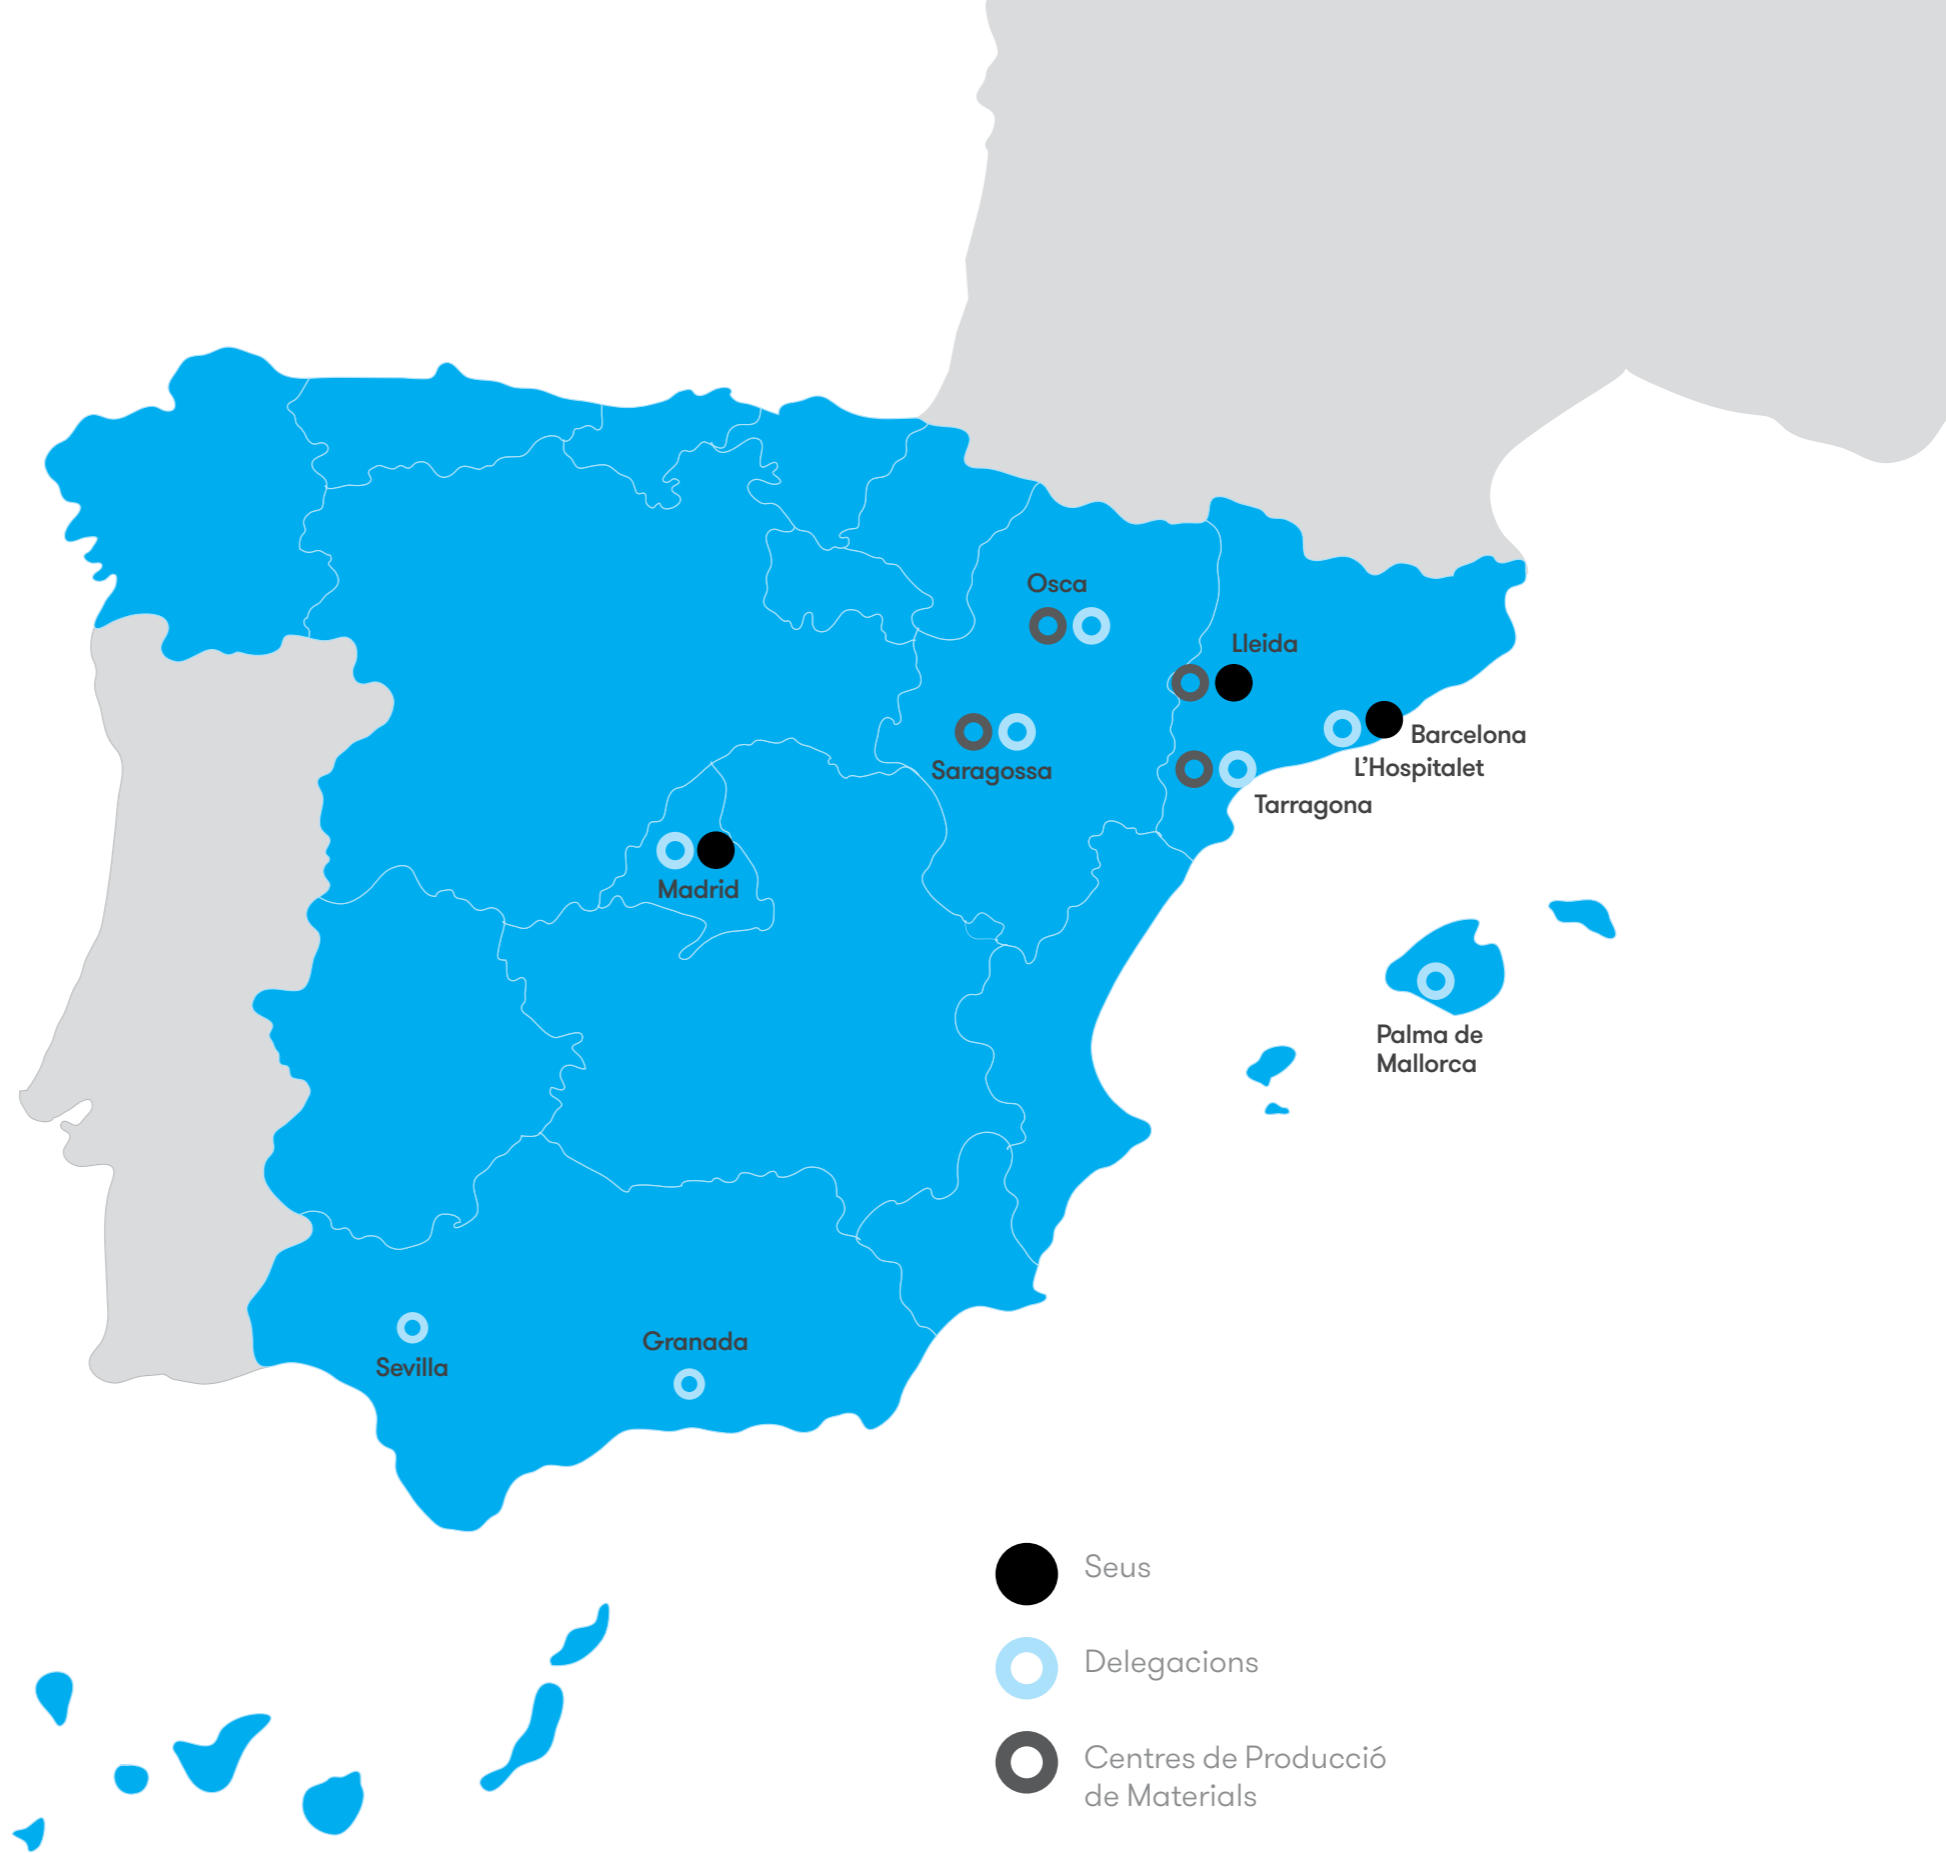 Osca
Lleida
Barcelona
L’Hospitalet
Saragossa
Tarragona
Madrid
Palma de
Mallorca
Granada
Sevilla
Seus
Delegacions
Centres de Producció
de Materials